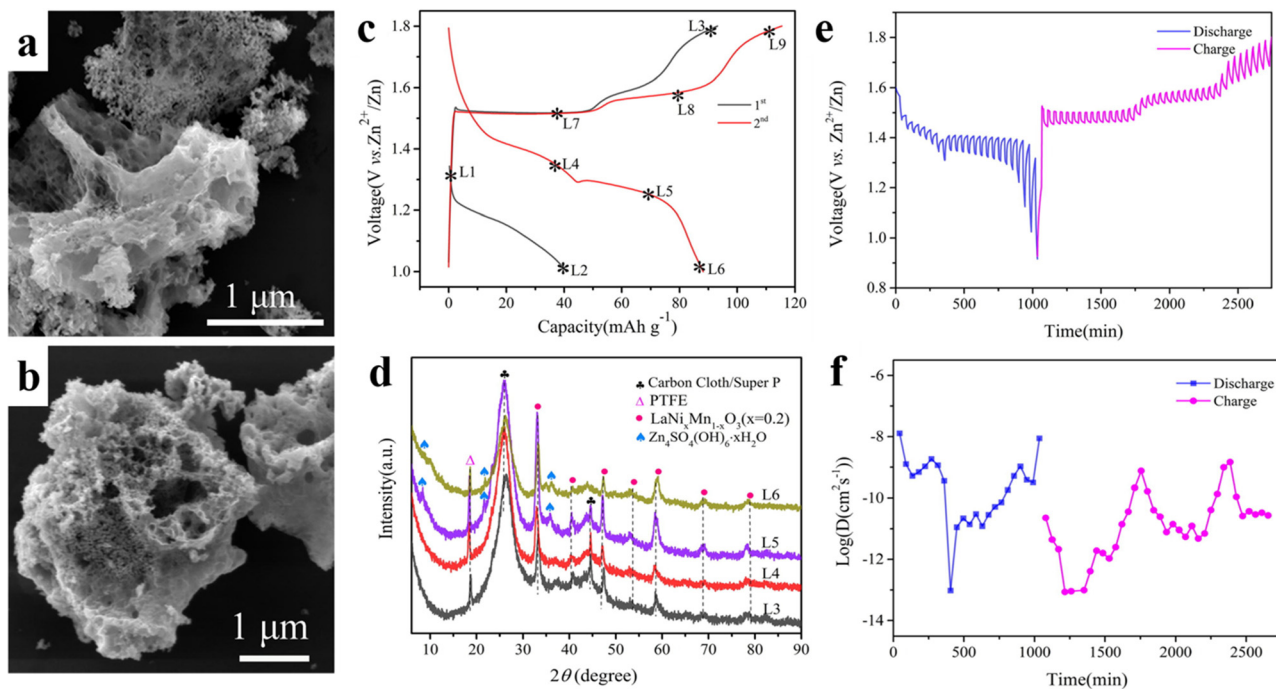 a
1 μm
b
1 μm
c
Voltage(V vs.Zn2+/Zn)
1.8
1.6
1.4
1.2
1.0
0 20 40 60 80 100 120
Capacity(mAh g-1)
L1
L2
L3
L4
L5
L6
L7
L8
L9
1st
2nd
d
Intensity(a.u.)
Carbon Cloth/Super P
PTFE
LaNixMn1-xO3(x=0.2)
Zn4SO4(OH)6·xH2O
L6
L5
L4
L3
10 20 30 40 50 60 70 80 90
2θ (degree)
e
Voltage(V vs. Zn2+/Zn)
Discharge
Charge
1.8
1.6
1.4
1.2
1.0
0.8
0 500 1000 1500 2000 2500
Time(min)
f
Log(D(cm2 s-1))
Discharge
Charge
-6
-8
-10
-12
-14
0 500 1000 1500 2000 2500
Time(min)